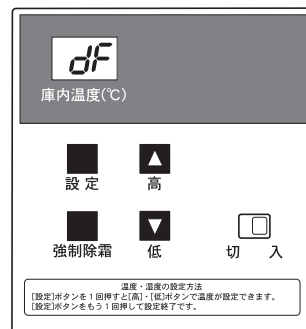 dF
庫内温度(℃)
設定 高
強制除霜 低 切 入
温度・湿度の設定方法
[設定]ボタンを1回押すと[高]・[低]ボタンで温度が設定できます。
[設定]ボタンをもう1回押して設定終了です。